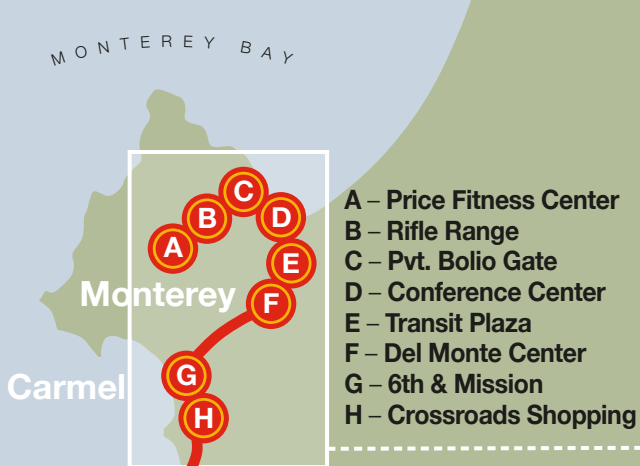 MONTEREY BAY
C
B
D
A
E
Monterey
F
G
Carmel
H
A – Price Fitness Center
B – Rifle Range
C – Pvt. Bolio Gate
D – Conference Center
E – Transit Plaza
F – Del Monte Center
G – 6th & Mission
H – Crossroads Shopping